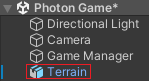 Photon Game*
Directional Light
Camera
Game Manager
Terrain